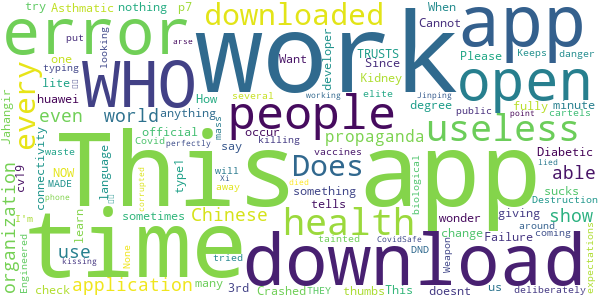 try Asthmatic nothing p7
error
downloaded
work
app
When Cannot
one put looking
typing
TRUSTS
Since
Want
developer
Please
Keeps
danger
arse
several
working
Jinping
Kidney
How
elite
public
point
cartels
huawei
lite
WHO
open
every
even
world
anything
people
degree
fully minute
official
Covid
say
occur
mass
killing
propaganda
useless
Jahangir
organization
cv19
connectivity
waste
NOW
MADE
phone
I'm
language
perfectly
type1
vaccines
will
Xi
away
Does
something
tells
Diabetic
able
lied
This app
biological
sucks
Destruction
around
coming
wonder
giving
show
learn
sometimes
Chinese
health
tainted
CovidSafe
change
Failure
us
use
corrupted
died
DND
Weapon
expectations
Engineered
time
download
kissing
tried
None
application
check
many
3rd
Crashed
THEY
thumbs
This
doesnt
deliberately